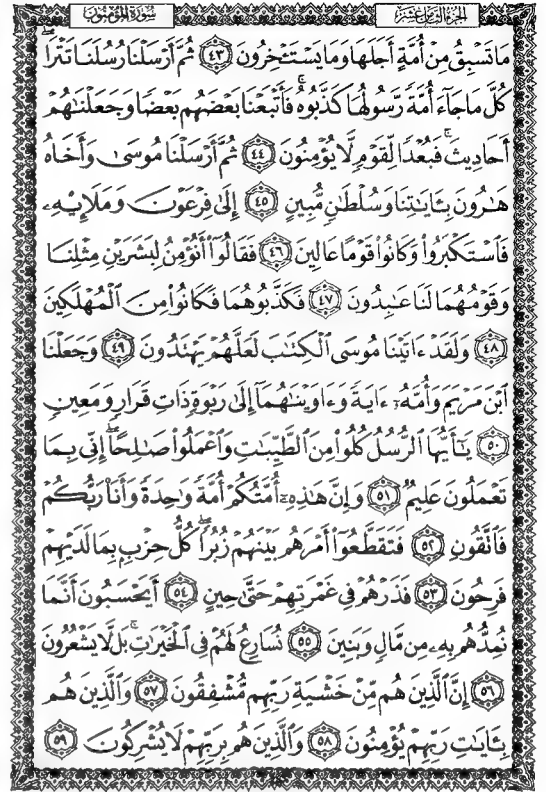 الجزء الثامن عشر سورة المؤمنون
مَا تَسْبِقُ مِنْ أُمَّةٍ أَجَلَهَا وَمَا يَسْتَـْٔخِرُونَ ٤٣ ثُمَّ أَرْسَلْنَا رُسُلَنَا تَتْرَاۖ
كُلَّ مَا جَآءَ أُمَّةً رَّسُولُهَا كَذَّبُوهُۚ فَأَتْبَعْنَا بَعْضَهُم بَعْضًا وَجَعَلْنَٰهُمْ
أَحَادِيثَۚ فَبُعْدًا لِّقَوْمٍ لَّا يُؤْمِنُونَ ٤٤ ثُمَّ أَرْسَلْنَا مُوسَىٰ وَأَخَاهُ
هَٰرُونَ بِـَٔايَٰتِنَا وَسُلْطَٰنٍ مُّبِينٍ ٤٥ إِلَىٰ فِرْعَوْنَ وَمَلَإِيْهِۦ
فَٱسْتَكْبَرُوا۟ وَكَانُوا۟ قَوْمًا عَالِينَ ٤٦ فَقَالُوٓا۟ أَنُؤْمِنُ لِبَشَرَيْنِ مِثْلِنَا
وَقَوْمُهُمَا لَنَا عَٰبِدُونَ ٤٧ فَكَذَّبُوهُمَا فَكَانُوا۟ مِنَ ٱلْمُهْلَكِينَ
٤٨ وَلَقَدْ ءَاتَيْنَا مُوسَى ٱلْكِتَٰبَ لَعَلَّهُمْ يَهْتَدُونَ ٤٩ وَجَعَلْنَا
ٱبْنَ مَرْيَمَ وَأُمَّهُۥٓ ءَايَةً وَءَاوَيْنَٰهُمَآ إِلَىٰ رَبْوَةٍ ذَاتِ قَرَارٍ وَمَعِينٍ
٥٠ يَٰٓأَيُّهَا ٱلرُّسُلُ كُلُوا۟ مِنَ ٱلطَّيِّبَٰتِ وَٱعْمَلُوا۟ صَٰلِحًاۖ إِنِّى بِمَا
تَعْمَلُونَ عَلِيمٌ ٥١ وَإِنَّ هَٰذِهِۦٓ أُمَّتُكُمْ أُمَّةً وَٰحِدَةً وَأَنَا۠ رَبُّكُمْ
فَٱتَّقُونِ ٥٢ فَتَقَطَّعُوٓا۟ أَمْرَهُم بَيْنَهُمْ زُبُرًاۖ كُلُّ حِزْبٍۭ بِمَا لَدَيْهِمْ
فَرِحُونَ ٥٣ فَذَرْهُمْ فِى غَمْرَتِهِمْ حَتَّىٰ حِينٍ ٥٤ أَيَحْسَبُونَ أَنَّمَا
نُمِدُّهُم بِهِۦ مِن مَّالٍ وَبَنِينَ ٥٥ نُسَارِعُ لَهُمْ فِى ٱلْخَيْرَٰتِۚ بَل لَّا يَشْعُرُونَ
٥٦ إِنَّ ٱلَّذِينَ هُم مِّنْ خَشْيَةِ رَبِّهِم مُّشْفِقُونَ ٥٧ وَٱلَّذِينَ هُم
بِـَٔايَٰتِ رَبِّهِمْ يُؤْمِنُونَ ٥٨ وَٱلَّذِينَ هُم بِرَبِّهِمْ لَا يُشْرِكُونَ ٥٩